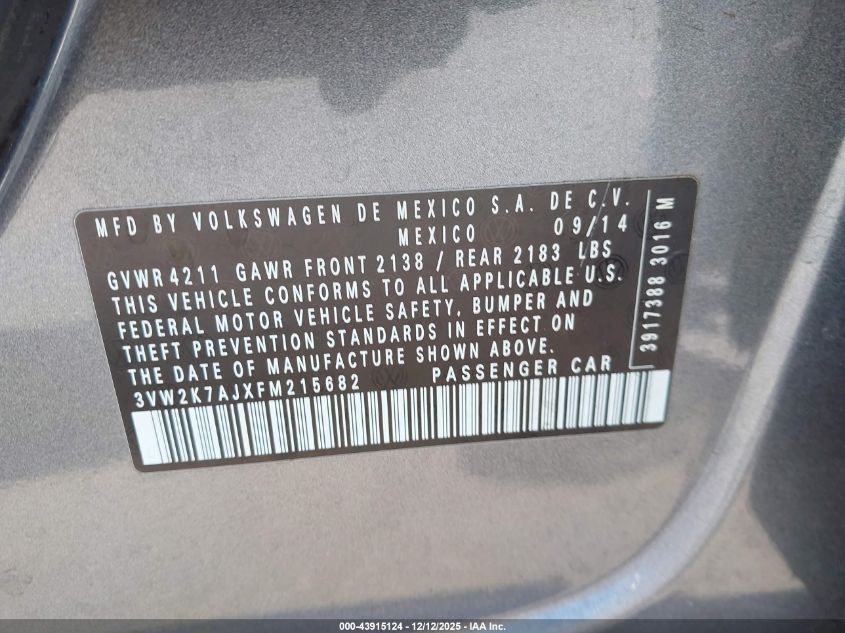 MFD BY VOLKSWAGEN DE MEXICO S.A. DE C.V.
MEXICO 09/14
GVWR 4211 GAWR FRONT 2138 / REAR 2183 LBS
THIS VEHICLE CONFORMS TO ALL APPLICABLE U.S.
FEDERAL MOTOR VEHICLE SAFETY, BUMPER AND
THEFT PREVENTION STANDARDS IN EFFECT ON
THE DATE OF MANUFACTURE SHOWN ABOVE.
3VW2K7AJXFM215682 PASSENGER CAR
3917388 3016 M
000-43915124 - 12/12/2025 - IAA Inc.